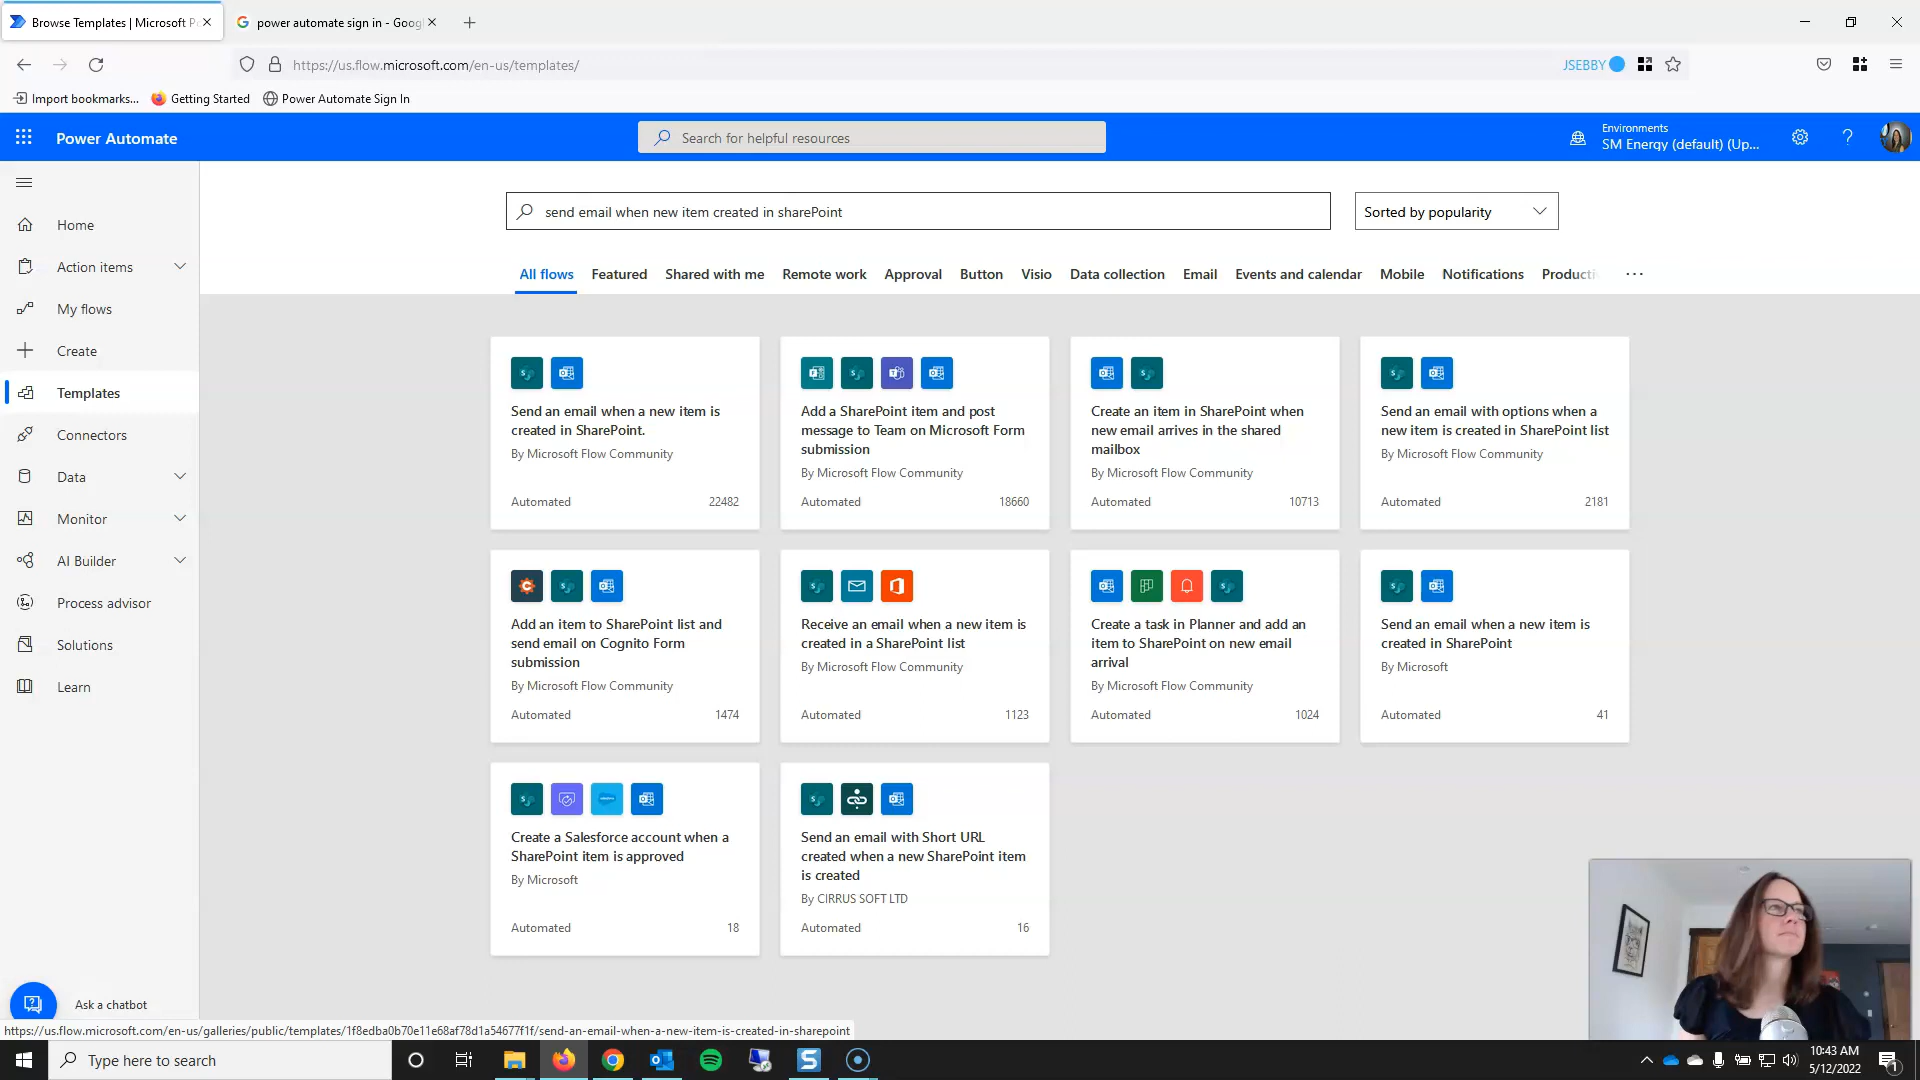 Browse Templates | Microsoft P
power automate sign in - Goog
https://us.flow.microsoft.com/en-us/templates/
JSEBBY
Import bookmarks...
Getting Started
Power Automate Sign In
Power Automate
Search for helpful resources
Environments
SM Energy (default) (Up...
send email when new item created in sharePoint
Sorted by popularity
Home
Action items
My flows
Create
Templates
Connectors
Data
Monitor
AI Builder
Process advisor
Solutions
Learn
All flows
Featured
Shared with me
Remote work
Approval
Button
Visio
Data collection
Email
Events and calendar
Mobile
Notifications
Producti
Send an email when a new item is
created in SharePoint.
By Microsoft Flow Community
Automated 22482
Add a SharePoint item and post
message to Team on Microsoft Form
submission
By Microsoft Flow Community
Automated 18660
Create an item in SharePoint when
new email arrives in the shared
mailbox
By Microsoft Flow Community
Automated 10713
Send an email with options when a
new item is created in SharePoint list
By Microsoft Flow Community
Automated 2181
Add an item to SharePoint list and
send email on Cognito Form
submission
By Microsoft Flow Community
Automated 1474
Receive an email when a new item is
created in a SharePoint list
By Microsoft Flow Community
Automated 1123
Create a task in Planner and add an
item to SharePoint on new email
arrival
By Microsoft Flow Community
Automated 1024
Send an email when a new item is
created in SharePoint
By Microsoft
Automated 41
Create a Salesforce account when a
SharePoint item is approved
By Microsoft
Automated 18
Send an email with Short URL
created when a new SharePoint item
is created
By CIRRUS SOFT LTD
Automated 16
Ask a chatbot
https://us.flow.microsoft.com/en-us/galleries/public/templates/1f8edba0b70e11e68af78d1a54677f1f/send-an-email-when-a-new-item-is-created-in-sharepoint
Type here to search
10:43 AM
5/12/2022
1